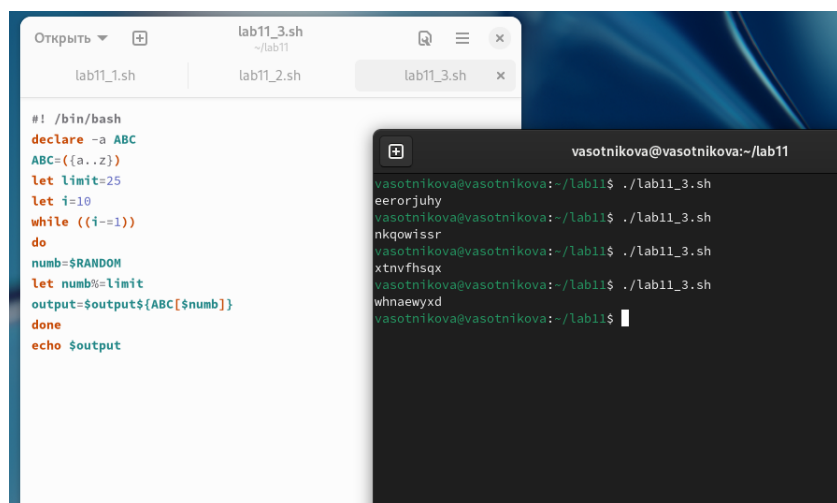 Открыть
lab11_3.sh
~/lab11
lab11_1.sh
lab11_2.sh
lab11_3.sh
#! /bin/bash
declare -a ABC
ABC=({a..z})
let limit=25
let i=10
while ((i-=1))
do
numb=$RANDOM
let numb%=limit
output=$output${ABC[$numb]}
done
echo $output
vasotnikova@vasotnikova:~/lab11
vasotnikova@vasotnikova:~/lab11$ ./lab11_3.sh
eerorjuhy
vasotnikova@vasotnikova:~/lab11$ ./lab11_3.sh
nkqowissr
vasotnikova@vasotnikova:~/lab11$ ./lab11_3.sh
xtnvfhsqx
vasotnikova@vasotnikova:~/lab11$ ./lab11_3.sh
whnaewyxd
vasotnikova@vasotnikova:~/lab11$